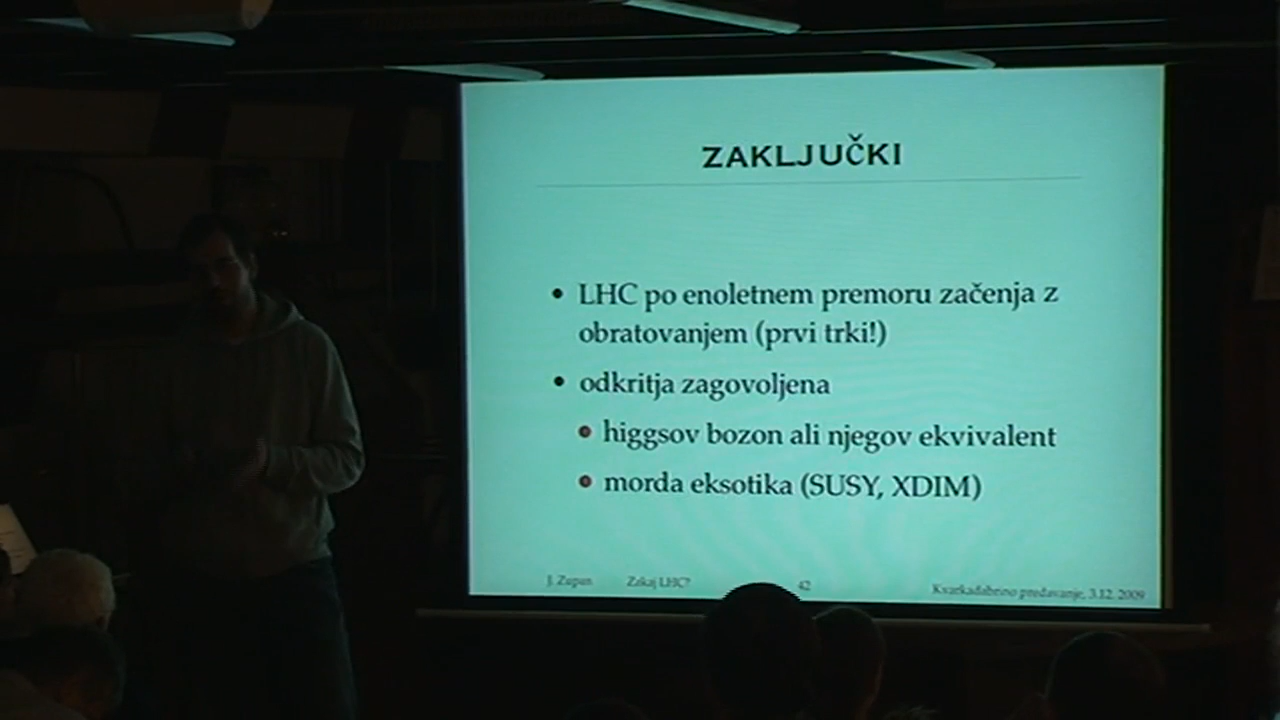 ZAKLJUČKI
• LHC po enoletnem premoru začenja z
obratovanjem (prvi trki!)
• odkritja zagovoljena
• higgsov bozon ali njegov ekvivalent
• morda eksotika (SUSY, XDIM)
J. Zupan Zakaj LHC? 42 Kvarkadabrino predavanje, 3.12. 2009